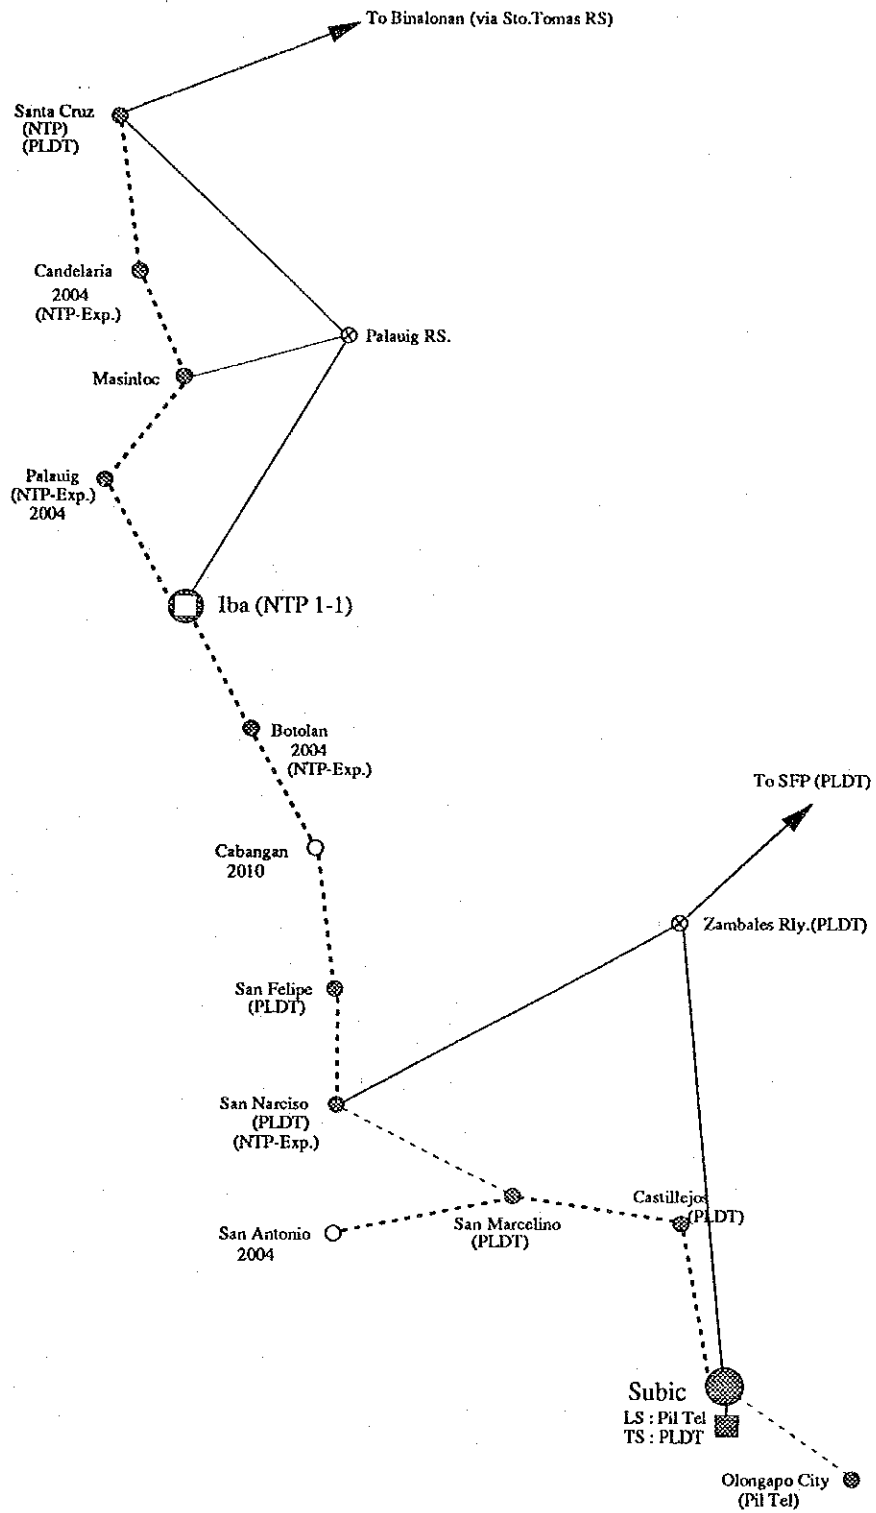 To Binalonan (via Sto.Tomas RS)
Santa Cruz
(NTP)
(PLDT)
Candelaria
2004
(NTP-Exp.)
Palauig RS.
Masinloc
Palauig
(NTP-Exp.)
2004
Iba (NTP 1-1)
Botolan
2004
(NTP-Exp.)
To SFP (PLDT)
Cabangan
2010
Zambales Rly.(PLDT)
San Felipe
(PLDT)
San Narciso
(PLDT)
(NTP-Exp.)
Castillejos
(PLDT)
San Marcelino
(PLDT)
San Antonio
2004
Subic
LS : Pil Tel
TS : PLDT
Olongapo City
(Pil Tel)